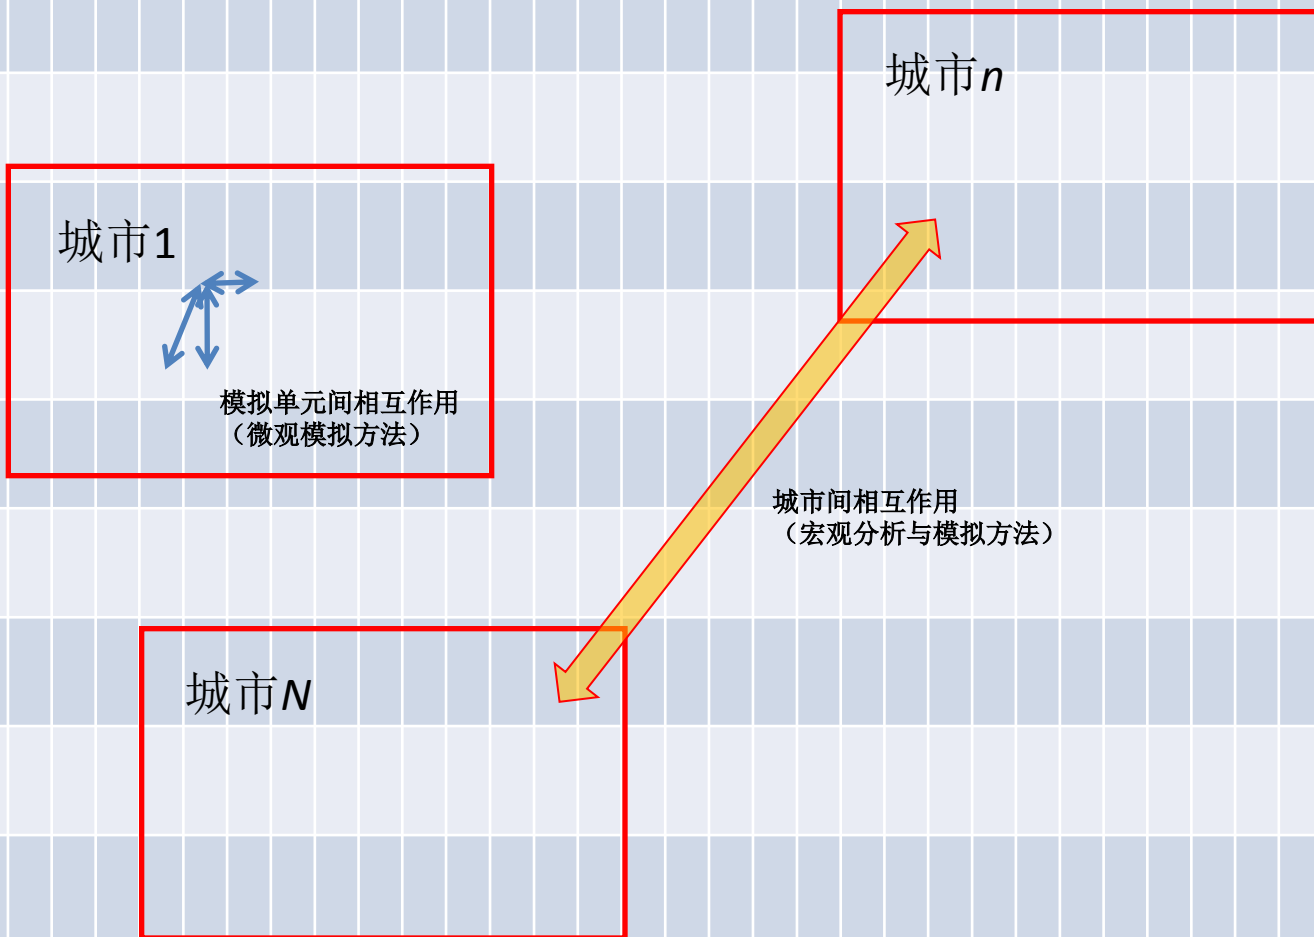 城市n
城市1
模拟单元间相互作用
（微观模拟方法）
城市间相互作用
（宏观分析与模拟方法）
城市N